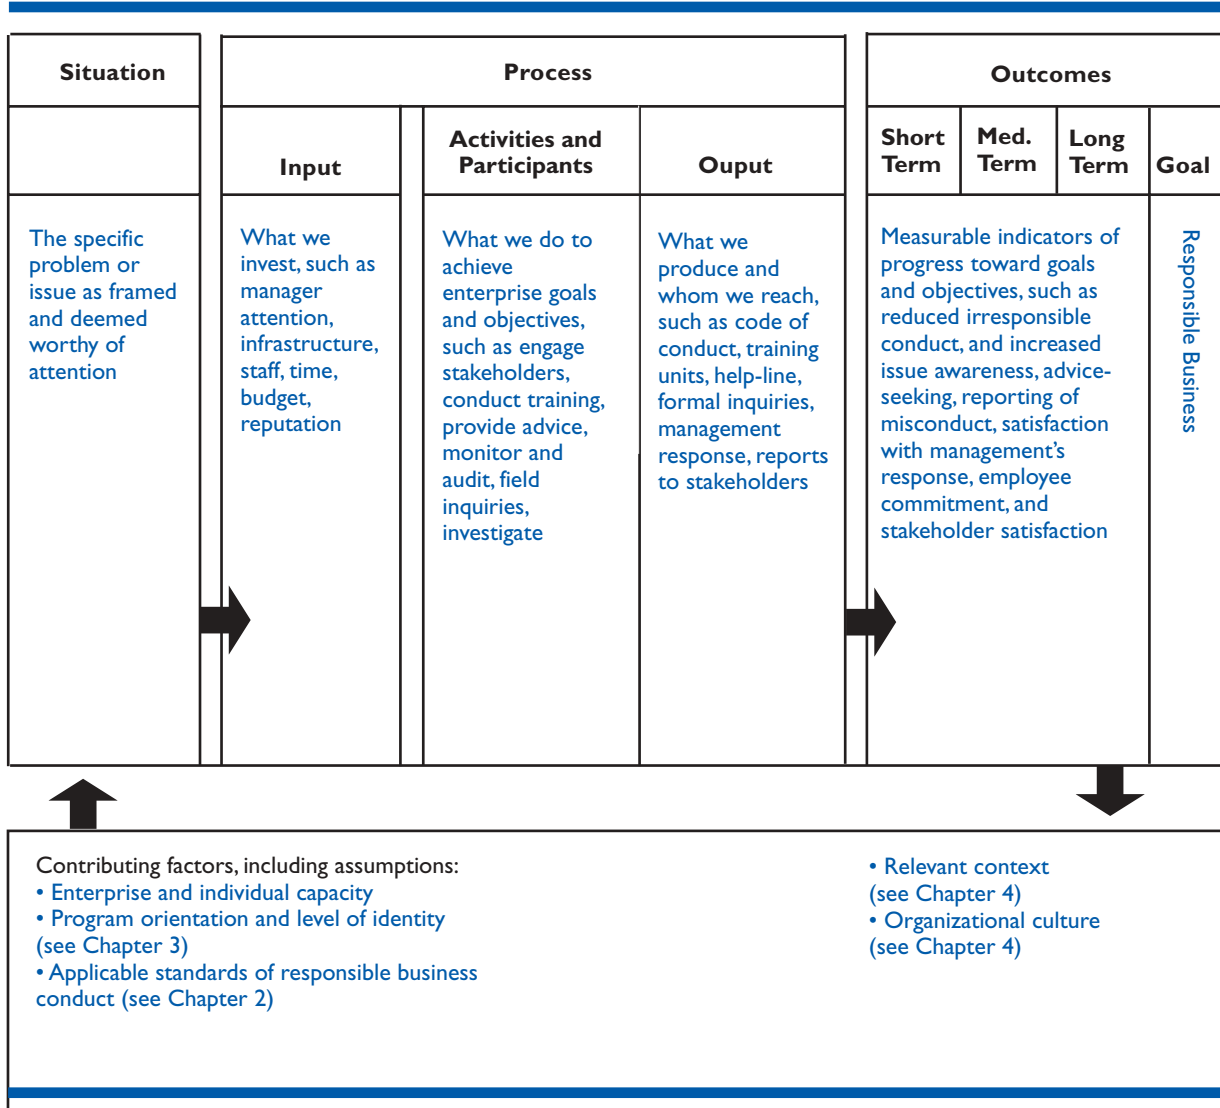 Situation
Process
Outcomes
Input
Activities and
Participants
Ouput
Short
Term
Med.
Term
Long
Term
Goal
The specific
problem or
issue as framed
and deemed
worthy of
attention
What we
invest, such as
manager
attention,
infrastructure,
staff, time,
budget,
reputation
What we do to
achieve
enterprise goals
and objectives,
such as engage
stakeholders,
conduct training,
provide advice,
monitor and
audit, field
inquiries,
investigate
What we
produce and
whom we reach,
such as code of
conduct, training
units, help-line,
formal inquiries,
management
response, reports
to stakeholders
Measurable indicators of
progress toward goals
and objectives, such as
reduced irresponsible
conduct, and increased
issue awareness, advice-
seeking, reporting of
misconduct, satisfaction
with management's
response, employee
commitment, and
stakeholder satisfaction
Responsible Business
Contributing factors, including assumptions:
• Enterprise and individual capacity
• Program orientation and level of identity
(see Chapter 3)
• Applicable standards of responsible business
conduct (see Chapter 2)
• Relevant context
(see Chapter 4)
• Organizational culture
(see Chapter 4)